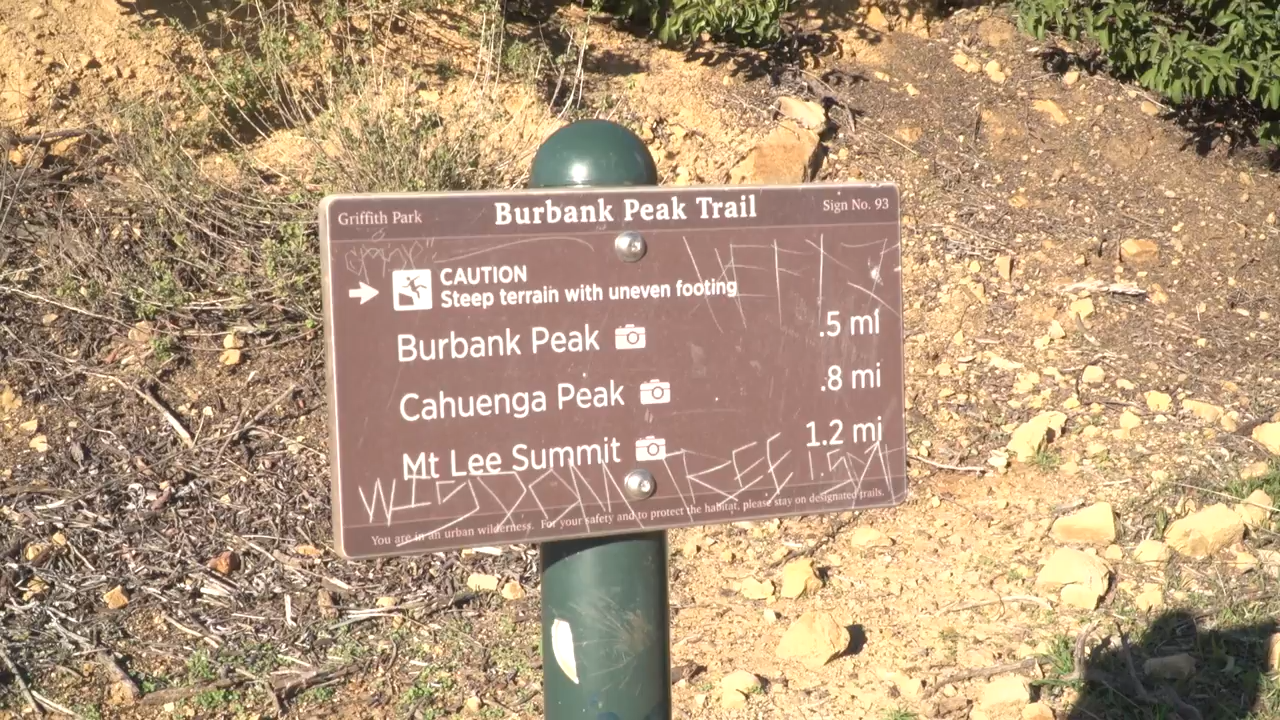 Griffith Park Burbank Peak Trail Sign No. 93
CAUTION
Steep terrain with uneven footing
Burbank Peak .5 mi
Cahuenga Peak .8 mi
Mt Lee Summit 1.2 mi
WISDOM TREE 1.5M
You are in an urban wilderness. For your safety and to protect the habitat, please stay on designated trails.